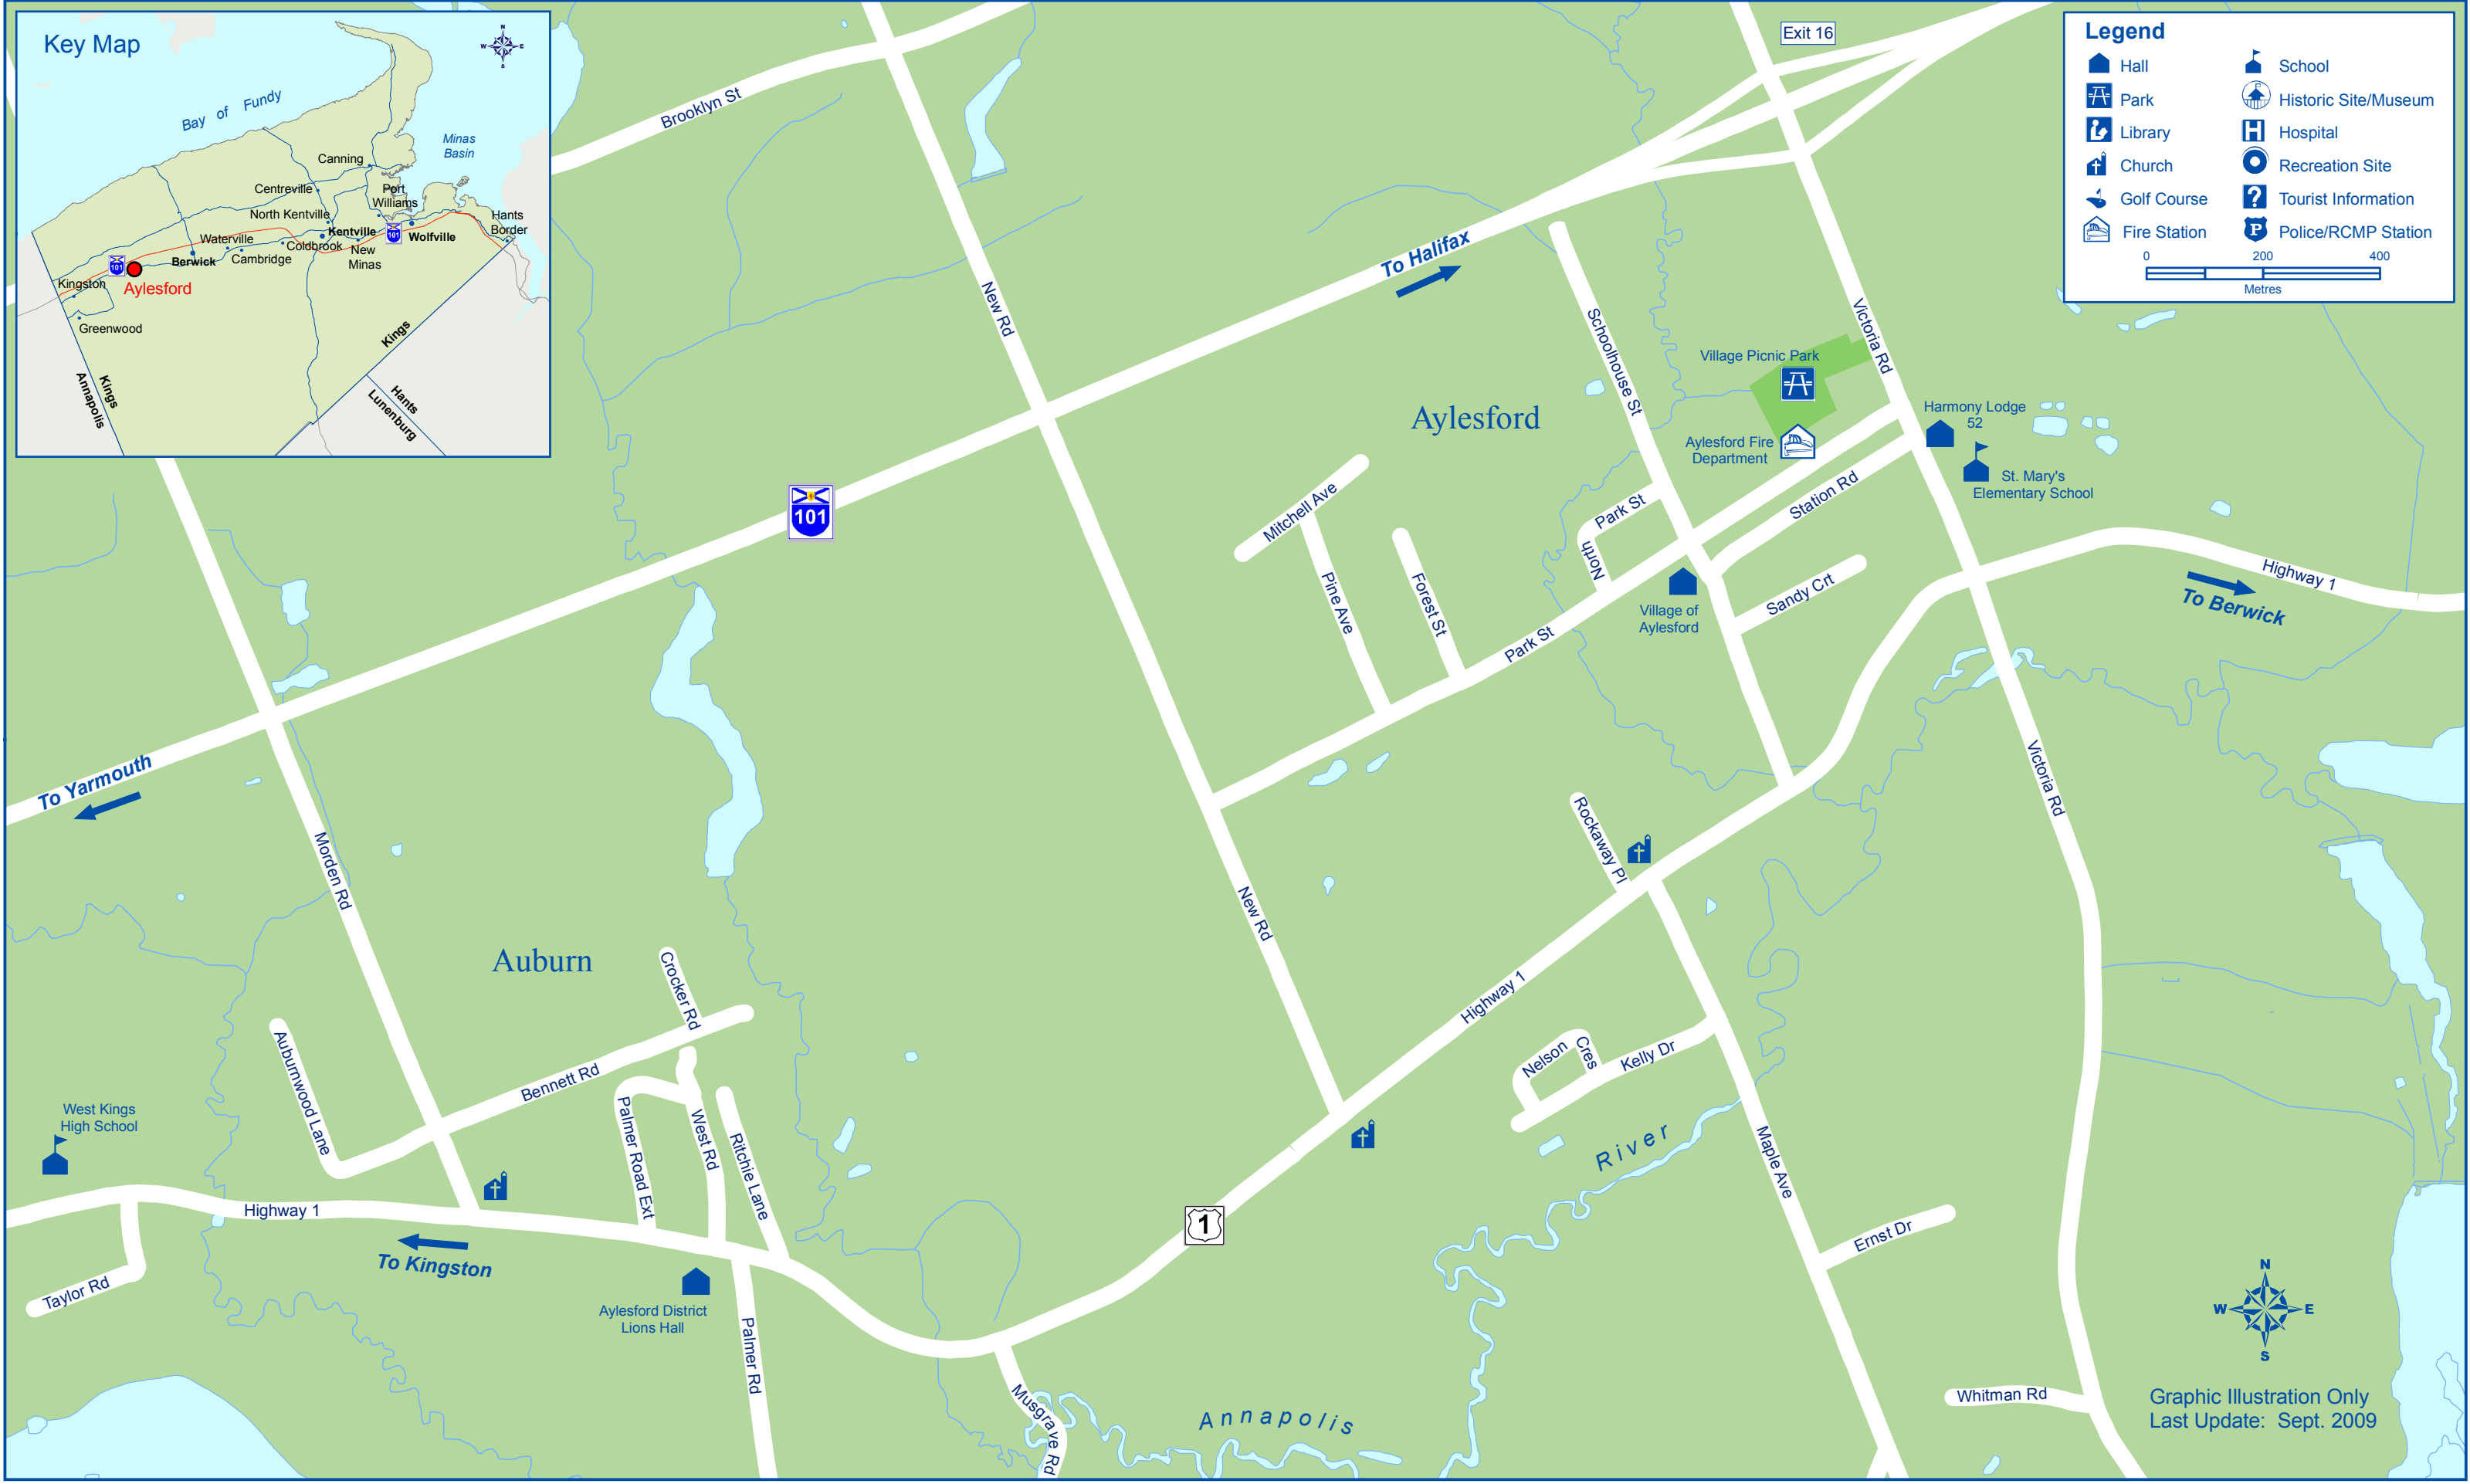 Key Map
N
W E
S
Bay of Fundy
Minas
Basin
Canning
Centreville
Port
Williams
North Kentville
Hants
Border
Kentville
101
Wolfville
Waterville
Coldbrook
New
Minas
Berwick
Cambridge
101
Kingston
Aylesford
Greenwood
Kings
Kings
Annapolis
Hants
Lunenburg
Exit 16
Legend
Hall
School
Park
Historic Site/Museum
Library
H Hospital
Church
Recreation Site
Golf Course
? Tourist Information
Fire Station
P Police/RCMP Station
0 200 400
Metres
Brooklyn St
New Rd
To Halifax
Schoolhouse St
Victoria Rd
Village Picnic Park
Aylesford
Harmony Lodge
52
Aylesford Fire
Department
St. Mary's
Elementary School
101
Mitchell Ave
Park St
North
Station Rd
Pine Ave
Forest St
Sandy Crt
Highway 1
To Berwick
Village of
Aylesford
Park St
To Yarmouth
Morden Rd
Victoria Rd
Rockaway Pl
New Rd
Auburn
Crocker Rd
Highway 1
Auburnwood Lane
Bennett Rd
Nelson
Cres
Kelly Dr
West Kings
High School
Palmer Road Ext
West Rd
Ritchie Lane
River
Maple Ave
Highway 1
1
Ernst Dr
To Kingston
Taylor Rd
Aylesford District
Lions Hall
Palmer Rd
Musgrave Rd
Annapolis
Whitman Rd
N
W E
S
Graphic Illustration Only
Last Update: Sept. 2009